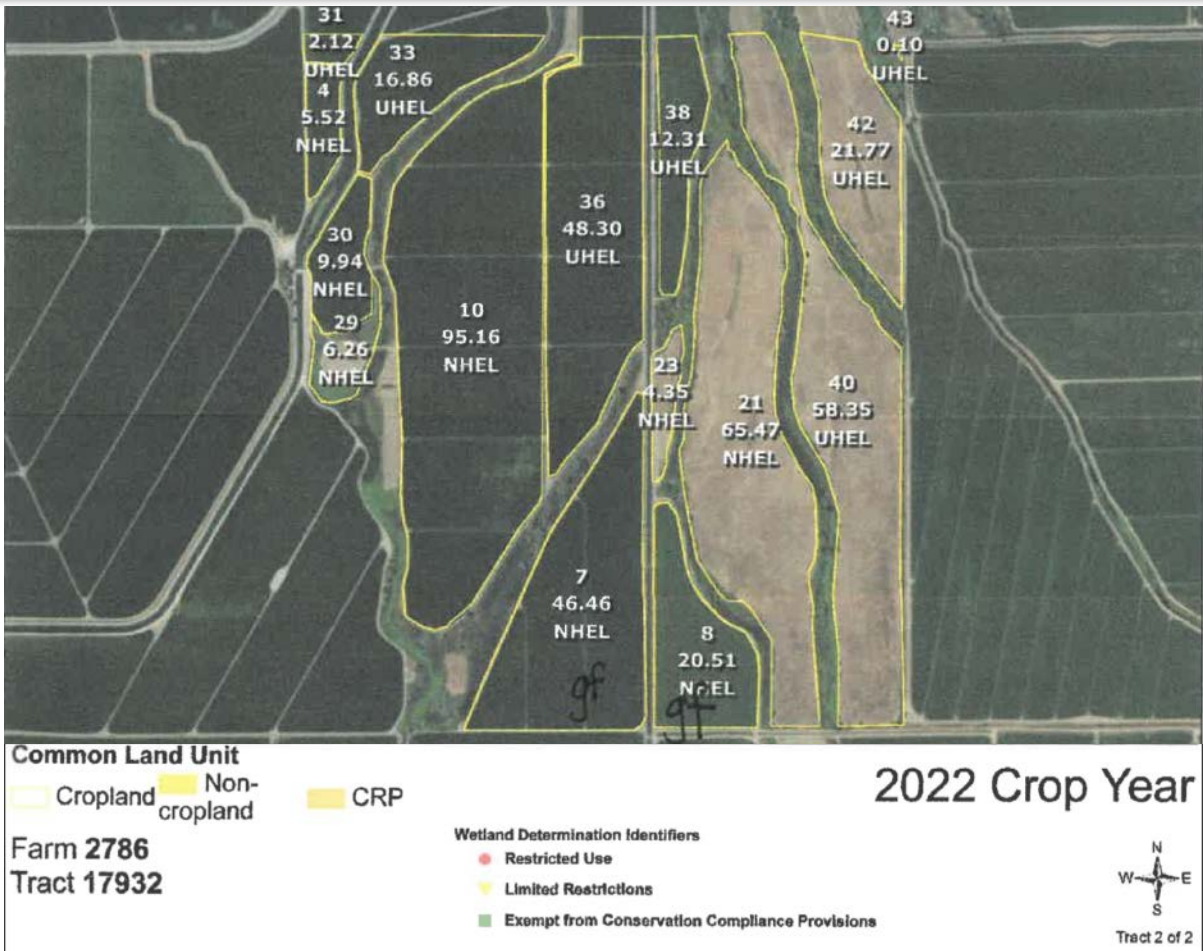 31
2.12
UHEL
4
5.52
NHEL
33
16.86
UHEL
43
0.10
UHEL
38
12.31
UHEL
42
21.77
UHEL
36
48.30
UHEL
30
9.94
NHEL
29
6.26
NHEL
10
95.16
NHEL
23
4.35
NHEL
21
65.47
NHEL
40
58.35
UHEL
7
46.46
NHEL
gf
8
20.51
NHEL
gf
Common Land Unit
Cropland
Non-
cropland
CRP
2022 Crop Year
Farm 2786
Tract 17932
Wetland Determination Identifiers
Restricted Use
Limited Restrictions
Exempt from Conservation Compliance Provisions
N
W E
S
Tract 2 of 2